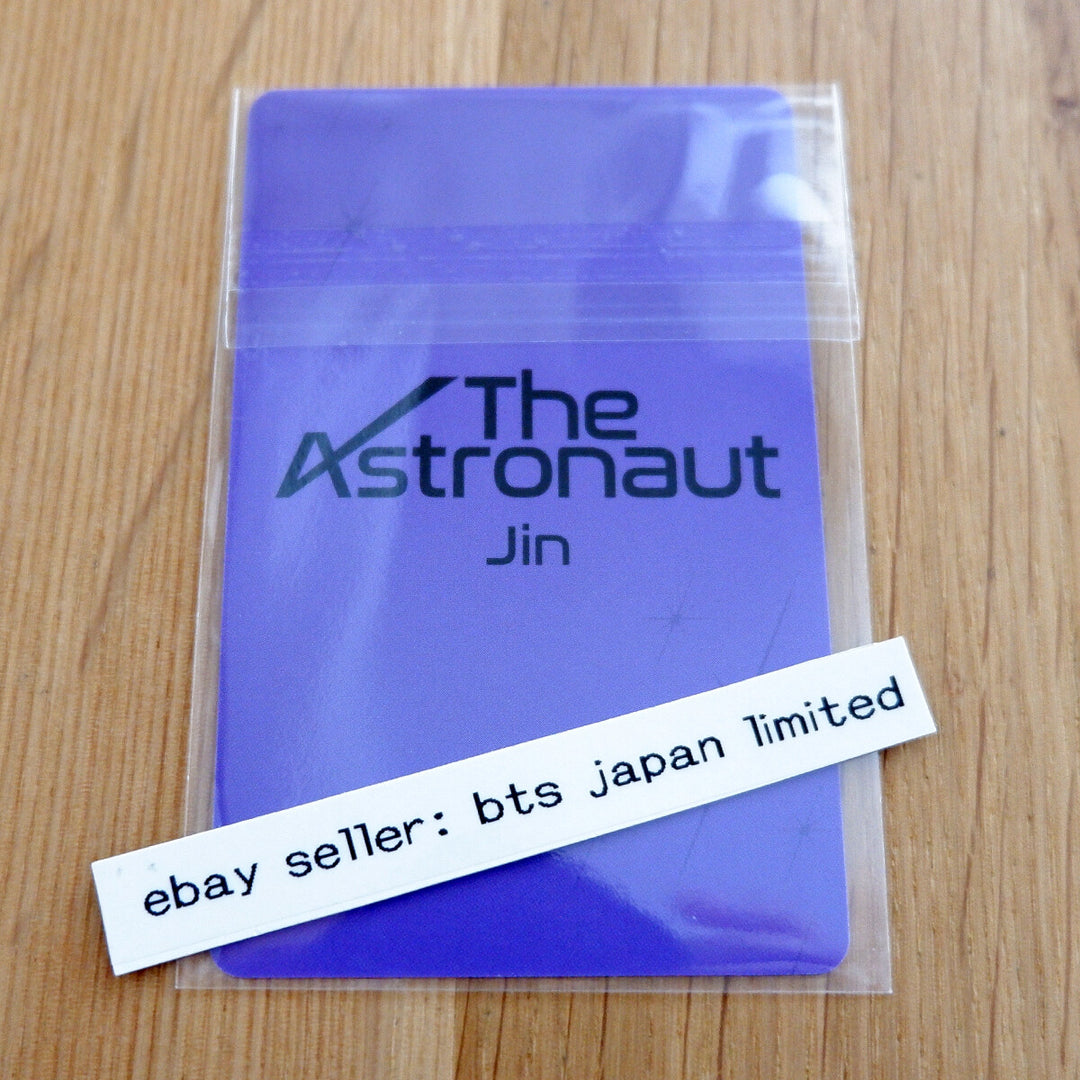 The
Astronaut
Jin
ebay seller: bts japan limited